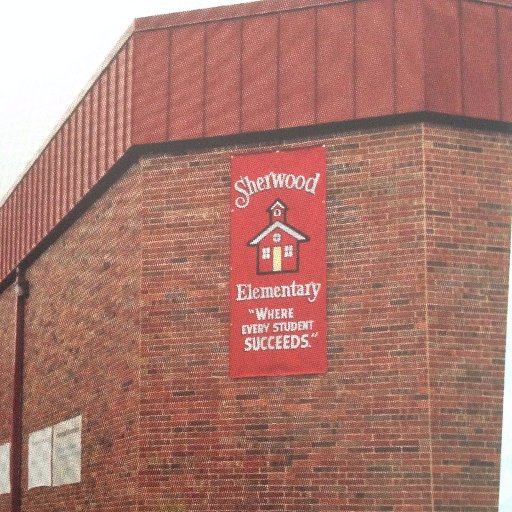 Sherwood
Elementary
"WHERE
EVERY STUDENT
SUCCEEDS."